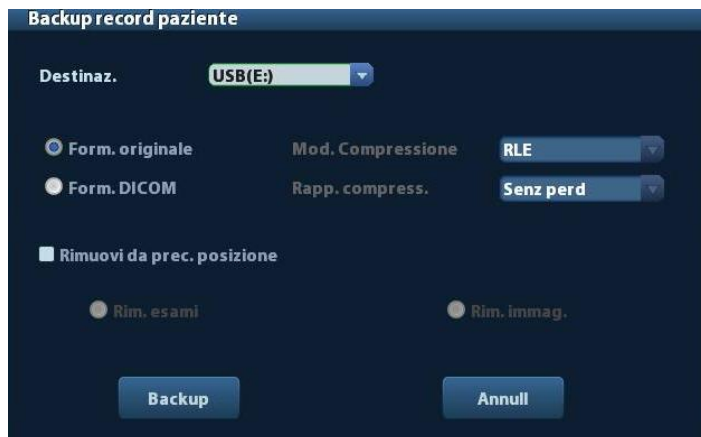 Backup record paziente
Destinaz. USB(E:)
Form. originale Mod. Compressione RLE
Form. DICOM Rapp. compress. Senz perd
Rimuovi da prec. posizione
Rim. esami Rim. immag.
Backup Annull